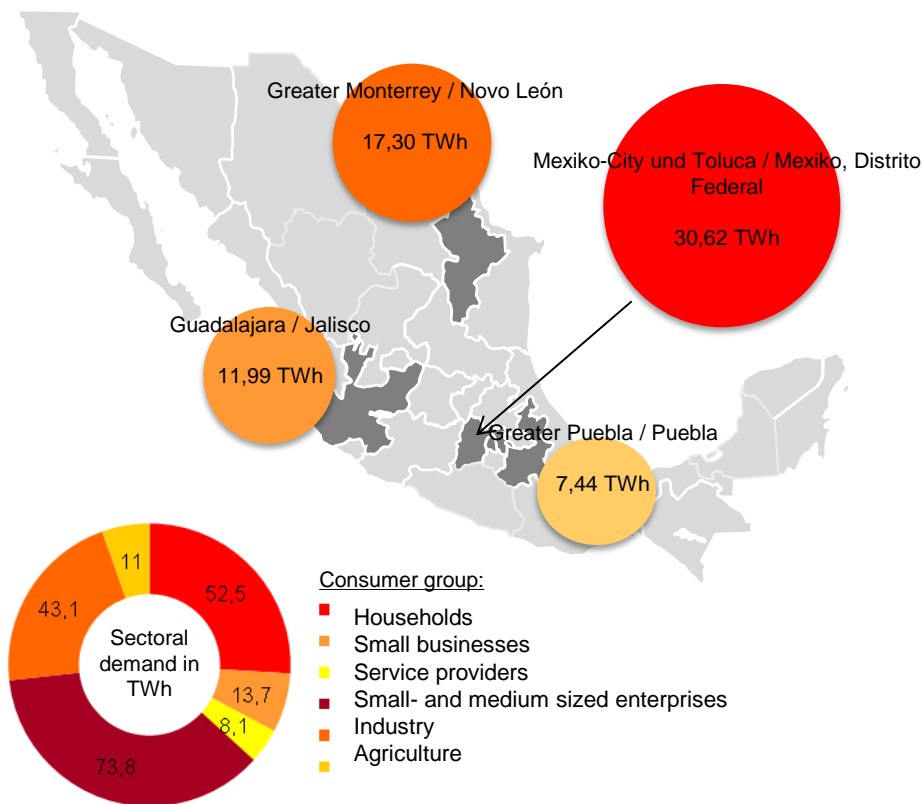 Greater Monterrey / Novo León
17,30 TWh
Mexiko-City und Toluca / Mexiko, Distrito
Federal
30,62 TWh
Guadalajara / Jalisco
11,99 TWh
Greater Puebla / Puebla
7,44 TWh
11
52,5
43,1
13,7
8,1
73,8
Sectoral
demand in
TWh
Consumer group:
Households
Small businesses
Service providers
Small- and medium sized enterprises
Industry
Agriculture